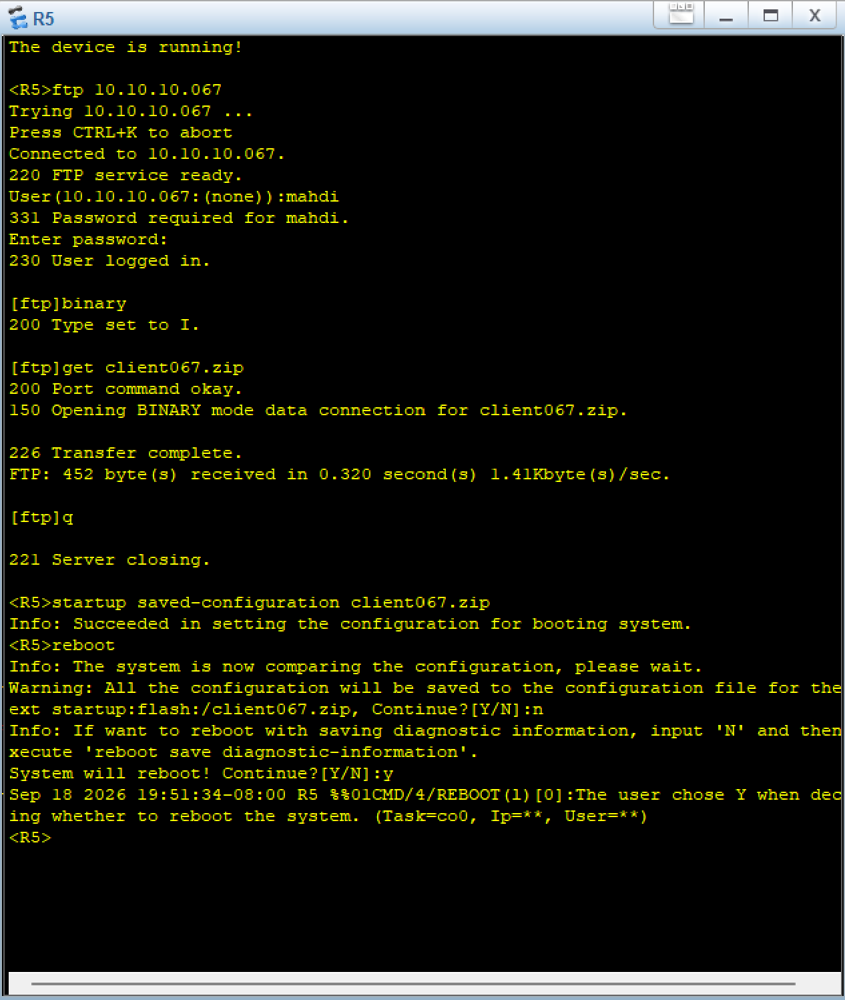 R5
The device is running!
<R5>ftp 10.10.10.067
Trying 10.10.10.067 ...
Press CTRL+K to abort
Connected to 10.10.10.067.
220 FTP service ready.
User(10.10.10.067:(none)):mahdi
331 Password required for mahdi.
Enter password:
230 User logged in.
[ftp]binary
200 Type set to I.
[ftp]get client067.zip
200 Port command okay.
150 Opening BINARY mode data connection for client067.zip.
226 Transfer complete.
FTP: 452 byte(s) received in 0.320 second(s) 1.41Kbyte(s)/sec.
[ftp]q
221 Server closing.
<R5>startup saved-configuration client067.zip
Info: Succeeded in setting the configuration for booting system.
<R5>reboot
Info: The system is now comparing the configuration, please wait.
Warning: All the configuration will be saved to the configuration file for the
ext startup:flash:/client067.zip, Continue?[Y/N]:n
Info: If want to reboot with saving diagnostic information, input 'N' and then
xecute 'reboot save diagnostic-information'.
System will reboot! Continue?[Y/N]:y
Sep 18 2026 19:51:34-08:00 R5 %%01CMD/4/REBOOT(l)[0]:The user chose Y when dec
ing whether to reboot the system. (Task=co0, Ip=**, User=**)
<R5>